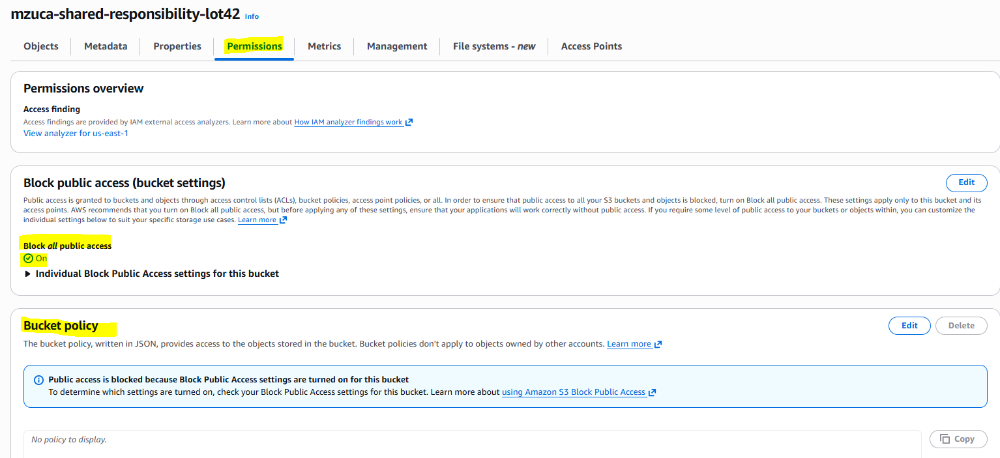 mzuca-shared-responsibility-lot42 Info
Objects Metadata Properties Permissions Metrics Management File systems - new Access Points
Permissions overview
Access finding
Access findings are provided by IAM external access analyzers. Learn more about How IAM analyzer findings work
View analyzer for us-east-1
Block public access (bucket settings) Edit
Public access is granted to buckets and objects through access control lists (ACLs), bucket policies, access point policies, or all. In order to ensure that public access to all your S3 buckets and objects is blocked, turn on Block all public access. These settings apply only to this bucket and its
access points. AWS recommends that you turn on Block all public access, but before applying any of these settings, ensure that your applications will work correctly without public access. If you require some level of public access to your buckets or objects within, you can customize the
individual settings below to suit your specific storage use cases. Learn more
Block all public access
On
Individual Block Public Access settings for this bucket
Bucket policy Edit Delete
The bucket policy, written in JSON, provides access to the objects stored in the bucket. Bucket policies don't apply to objects owned by other accounts. Learn more
Public access is blocked because Block Public Access settings are turned on for this bucket
To determine which settings are turned on, check your Block Public Access settings for this bucket. Learn more about using Amazon S3 Block Public Access
No policy to display. Copy